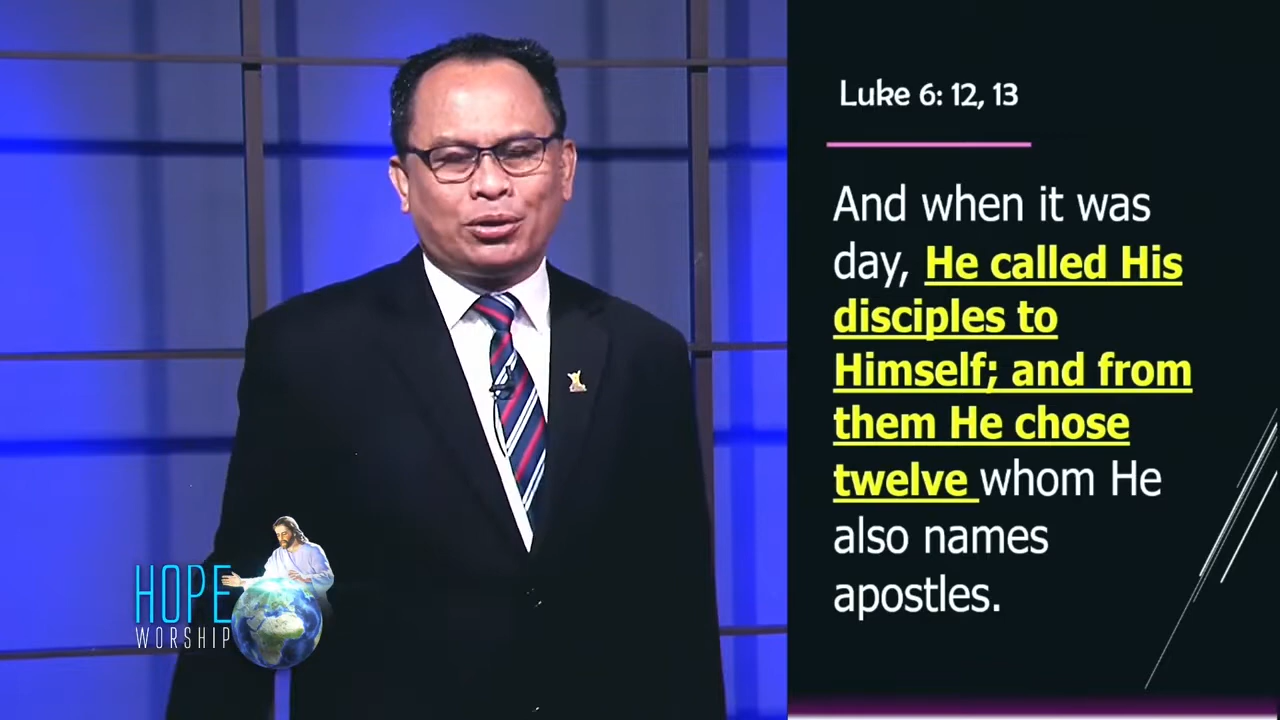 Luke 6: 12, 13
And when it was
day, He called His
disciples to
Himself; and from
them He chose
twelve whom He
also names
apostles.
HOPE
WORSHIP